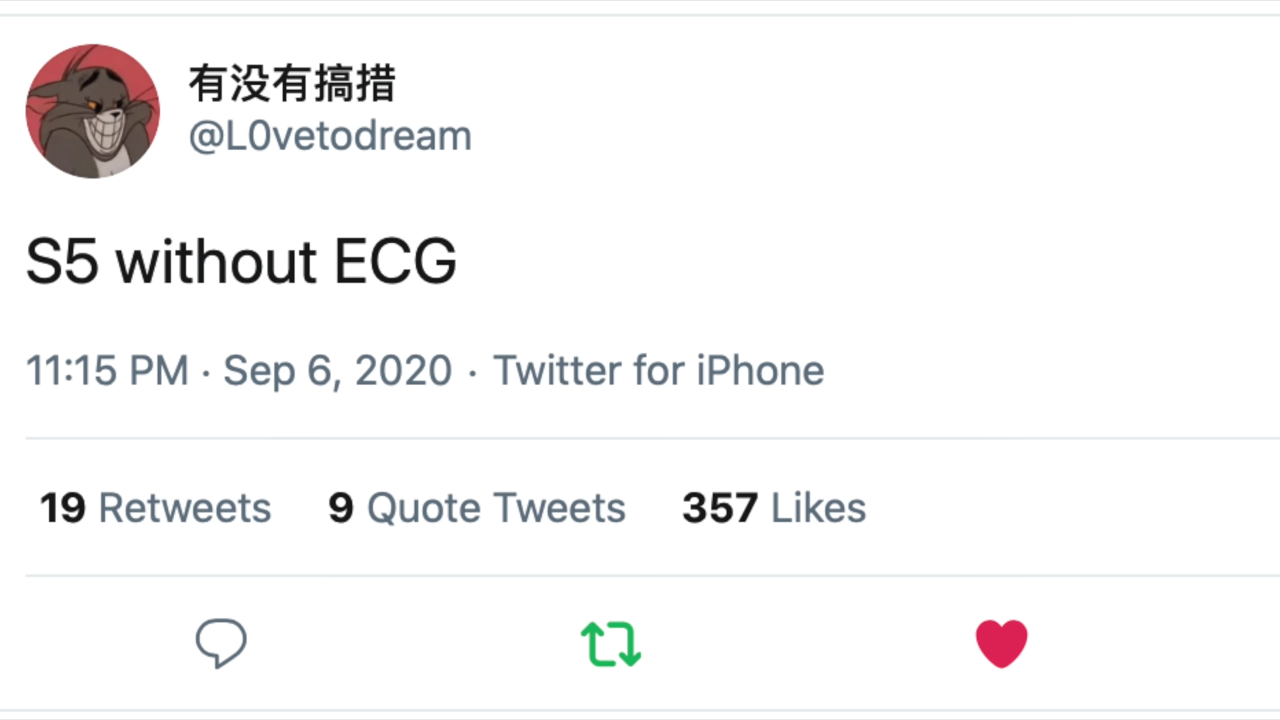 有没有搞措
@L0vetodream
S5 without ECG
11:15 PM · Sep 6, 2020 · Twitter for iPhone
19 Retweets 9 Quote Tweets 357 Likes